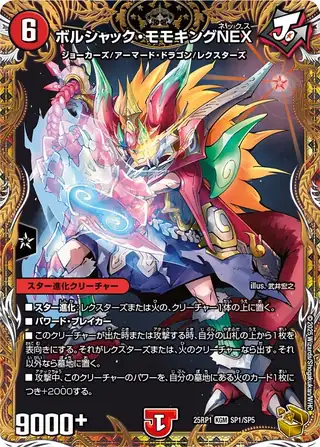 6
ネックス
ボルシャック・モモキングNEX
ジョーカーズ/アーマード・ドラゴン/レクスターズ
J
illus. 武井宏之
スター進化クリーチャー
■スター進化:レクスターズまたは火の、クリーチャー1体の上に置く。
■パワード・ブレイカー
■このクリーチャーが出た時または攻撃する時、自分の山札の上から1枚を
表向きにする。それがレクスターズまたは火の、クリーチャーなら出す。それ
以外なら墓地に置く。
■攻撃中、このクリーチャーのパワーを、自分の墓地にある火のカード1枚に
つき+2000する。
9000+
J
25RP1 KGM SP1/SP5